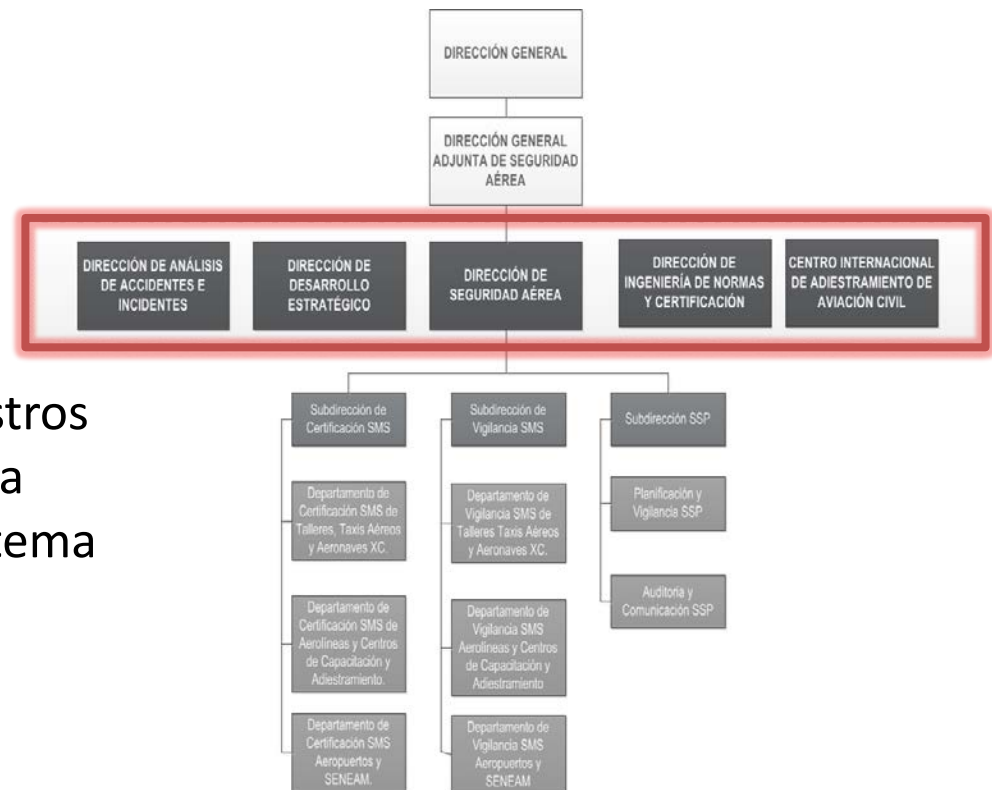 DIRECCIÓN GENERAL
DIRECCIÓN GENERAL
ADJUNTA DE SEGURIDAD
AÉREA
DIRECCIÓN DE ANÁLISIS
DE ACCIDENTES E
INCIDENTES
DIRECCIÓN DE
DESARROLLO
ESTRATÉGICO
DIRECCIÓN DE
SEGURIDAD AÉREA
DIRECCIÓN DE
INGENIERÍA DE NORMAS
Y CERTIFICACIÓN
CENTRO INTERNACIONAL
DE ADIESTRAMIENTO DE
AVIACIÓN CIVIL
stros
a
tema
Subdirección de
Certificación SMS
Departamento de
Certificación SMS de
Talleres, Taxis Aéreos
y Aeronaves XC.
Departamento de
Certificación SMS de
Aerolíneas y Centros
de Capacitación y
Adiestramiento.
Departamento de
Certificación SMS
Aeropuertos y
SENEAM.
Subdirección de
Vigilancia SMS
Departamento de
Vigilancia SMS de
Talleres Taxis Aéreos
y Aeronaves XC.
Departamento de
Vigilancia SMS
Aerolíneas y Centros
de Capacitación y
Adiestramiento
Departamento de
Vigilancia SMS
Aeropuertos y
SENEAM
Subdirección SSP
Planificación y
Vigilancia SSP
Auditoría y
Comunicación SSP